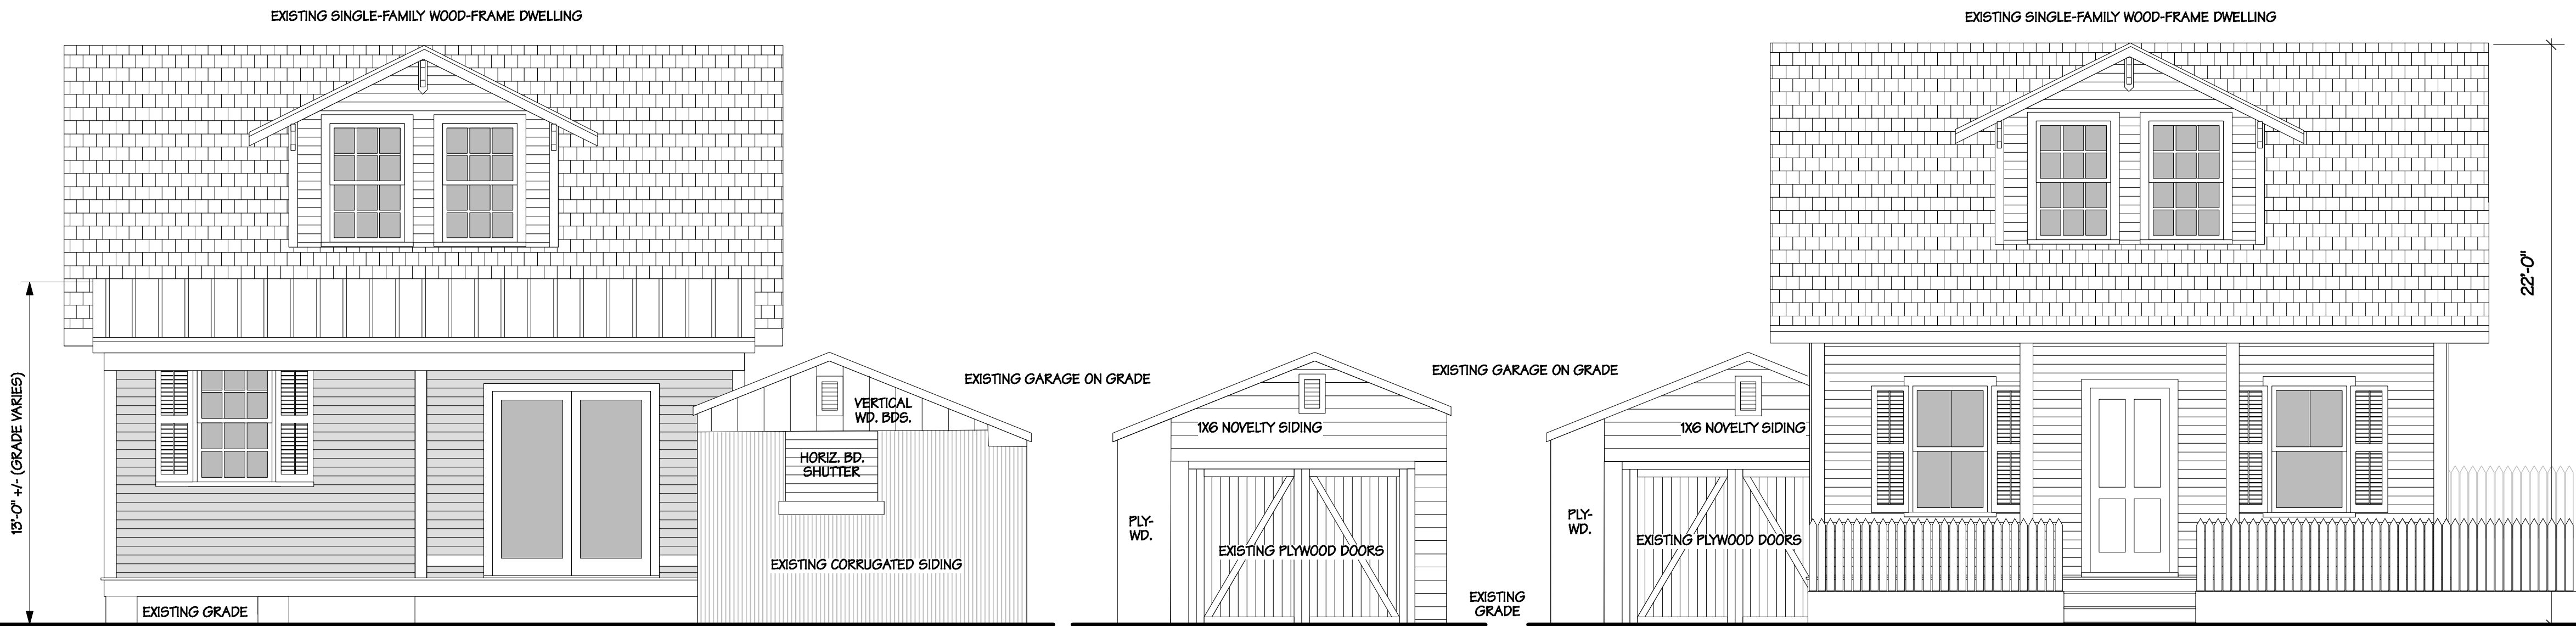 EXISTING SINGLE-FAMILY WOOD-FRAME DWELLING
13'-0" +/- (GRADE VARIES)
VERTICAL
WD. BDS.
HORIZ. BD.
SHUTTER
EXISTING CORRUGATED SIDING
EXISTING GRADE
EXISTING GARAGE ON GRADE
1X6 NOVELTY SIDING
PLY-
WD.
EXISTING PLYWOOD DOORS
EXISTING
GRADE
EXISTING GARAGE ON GRADE
1X6 NOVELTY SIDING
PLY-
WD.
EXISTING PLYWOOD DOORS
EXISTING SINGLE-FAMILY WOOD-FRAME DWELLING
22'-0"